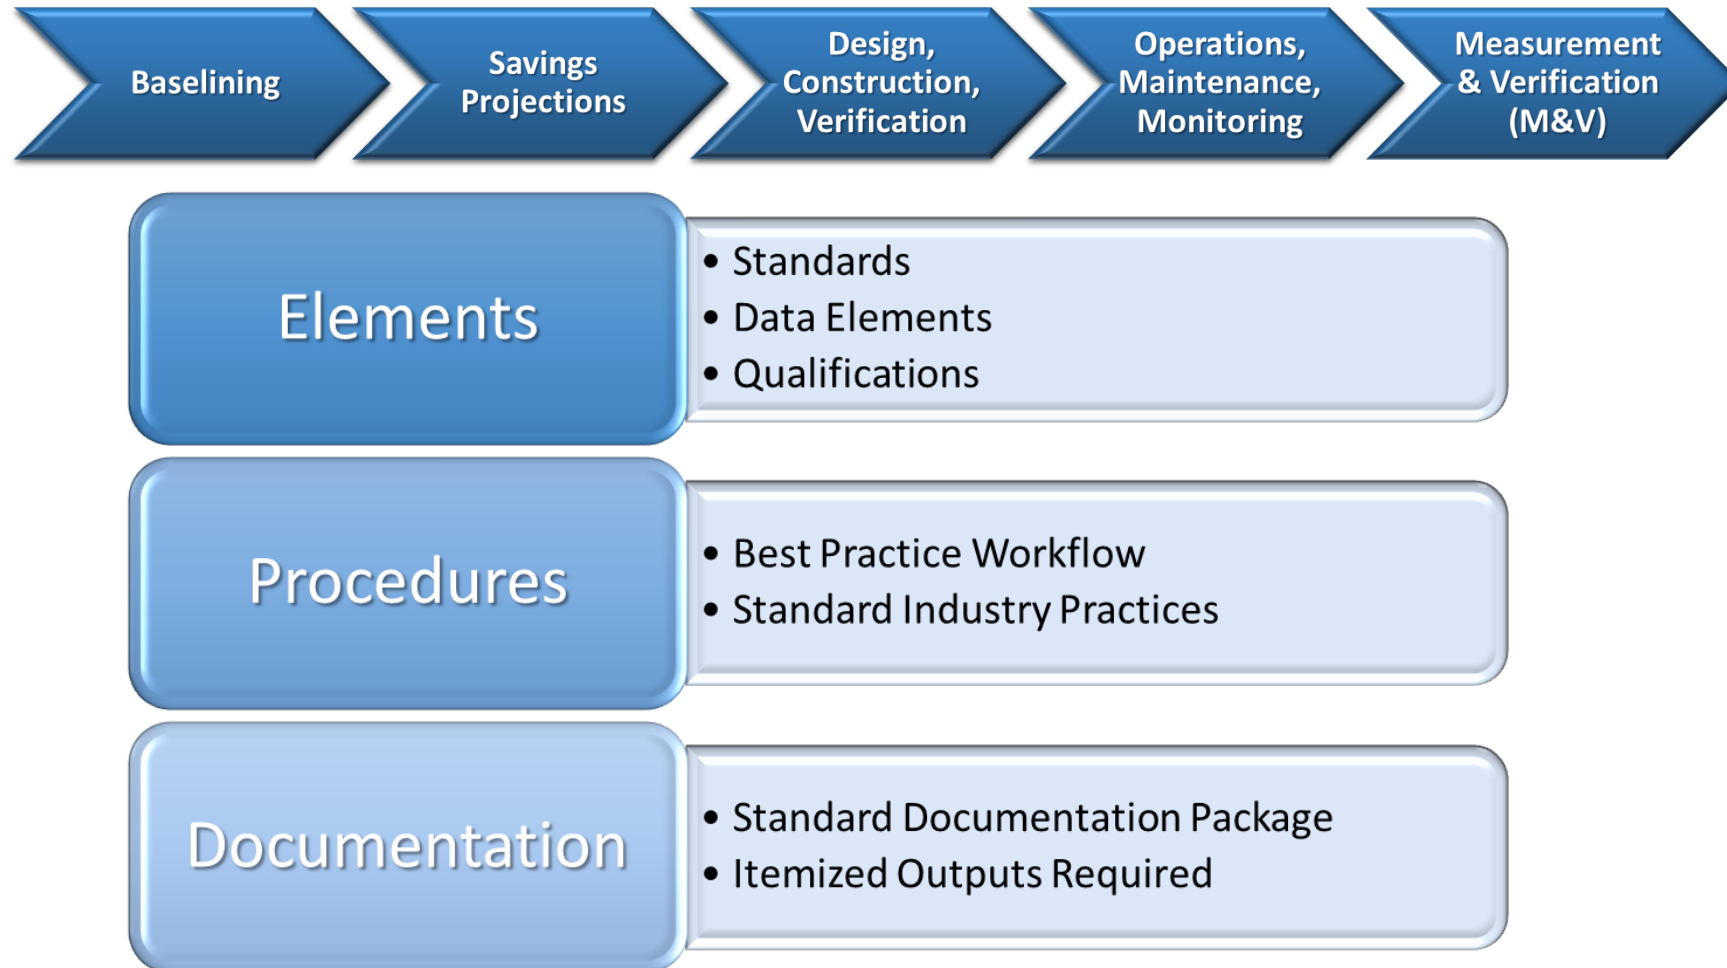 Baselining
Savings
Projections
Design,
Construction,
Verification
Operations,
Maintenance,
Monitoring
Measurement
& Verification
(M&V)
Elements
• Standards
• Data Elements
• Qualifications
Procedures
• Best Practice Workflow
• Standard Industry Practices
Documentation
• Standard Documentation Package
• Itemized Outputs Required